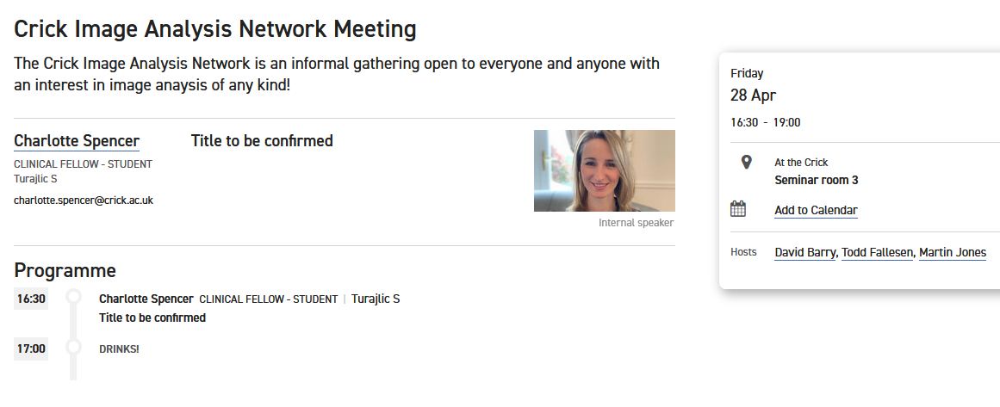 Crick Image Analysis Network Meeting
The Crick Image Analysis Network is an informal gathering open to everyone and anyone with
an interest in image anaysis of any kind!
Charlotte Spencer
CLINICAL FELLOW - STUDENT
Turajlic S
charlotte.spencer@crick.ac.uk
Title to be confirmed
Internal speaker
Programme
16:30 Charlotte Spencer CLINICAL FELLOW - STUDENT | Turajlic S
Title to be confirmed
17:00 DRINKS!
Friday
28 Apr
16:30 - 19:00
At the Crick
Seminar room 3
Add to Calendar
Hosts David Barry, Todd Fallesen, Martin Jones